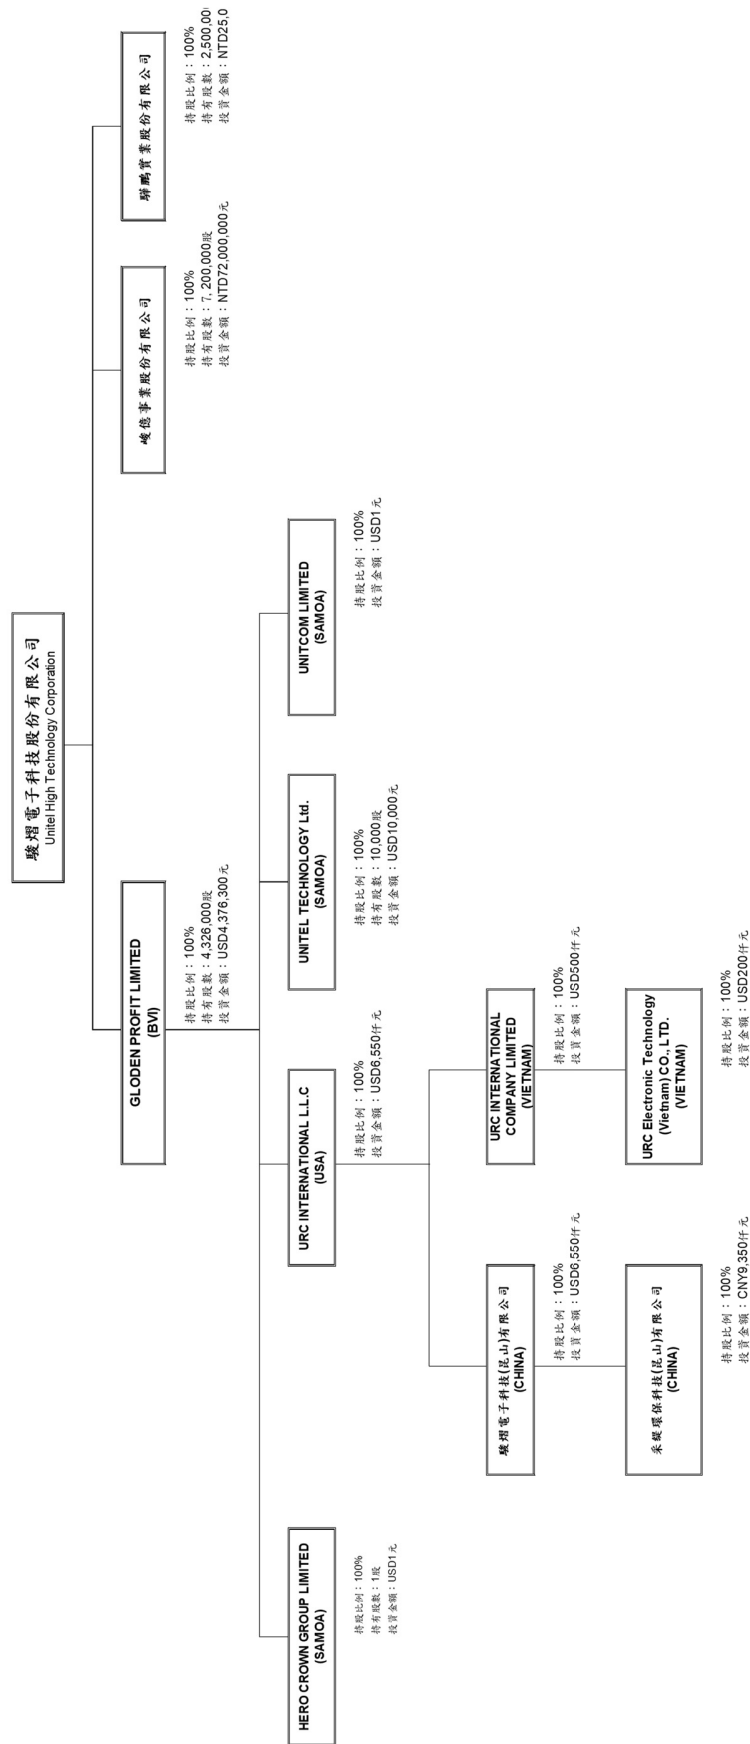 駿熠電子科技股份有限公司
Unitel High Technology Corporation
GLODEN PROFIT LIMITED
(BVI)
持股比例：100%
持有股數：4,326,000股
投資金額：USD4,376,300元
峻億事業股份有限公司
持股比例：100%
持有股數：7,200,000股
投資金額：NTD72,000,000元
驊鵬實業股份有限公司
持股比例：100%
持有股數：2,500,00
投資金額：NTD25,0
HERO CROWN GROUP LIMITED
(SAMOA)
持股比例：100%
持有股數：1股
投資金額：USD1元
URC INTERNATIONAL L.L.C
(USA)
持股比例：100%
投資金額：USD6,550仟元
UNITEL TECHNOLOGY Ltd.
(SAMOA)
持股比例：100%
持有股數：10,000股
投資金額：USD10,000元
UNITCOM LIMITED
(SAMOA)
持股比例：100%
投資金額：USD1元
駿熠電子科技(昆山)有限公司
(CHINA)
持股比例：100%
投資金額：USD6,550仟元
URC INTERNATIONAL
COMPANY LIMITED
(VIETNAM)
持股比例：100%
投資金額：USD500仟元
采緹環保科技(昆山)有限公司
(CHINA)
持股比例：100%
投資金額：CNY9,350仟元
URC Electronic Technology
(Vietnam) CO., LTD.
(VIETNAM)
持股比例：100%
投資金額：USD200仟元